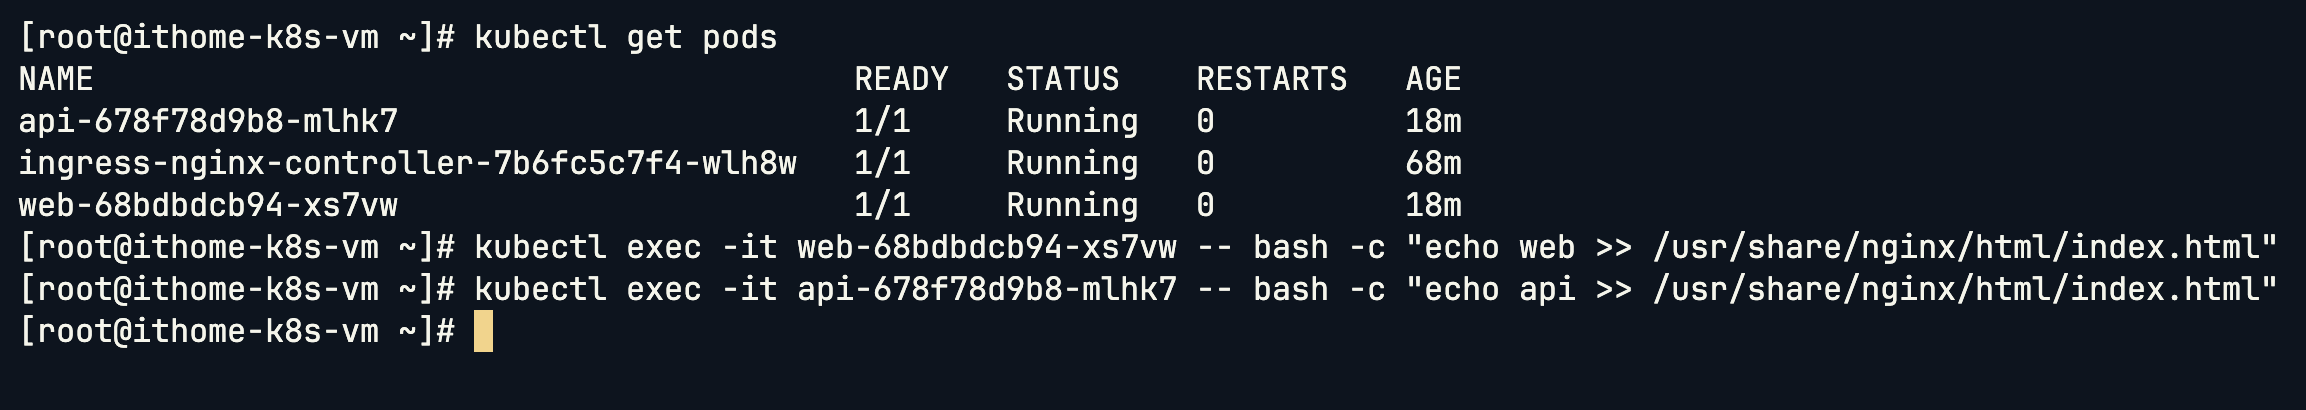 [root@ithome-k8s-vm ~]# kubectl get pods
NAME                                        READY   STATUS    RESTARTS   AGE
api-678f78d9b8-mlhk7                        1/1     Running   0          18m
ingress-nginx-controller-7b6fc5c7f4-wlh8w   1/1     Running   0          68m
web-68bdbdcb94-xs7vw                        1/1     Running   0          18m
[root@ithome-k8s-vm ~]# kubectl exec -it web-68bdbdcb94-xs7vw -- bash -c "echo web >> /usr/share/nginx/html/index.html"
[root@ithome-k8s-vm ~]# kubectl exec -it api-678f78d9b8-mlhk7 -- bash -c "echo api >> /usr/share/nginx/html/index.html"
[root@ithome-k8s-vm ~]#